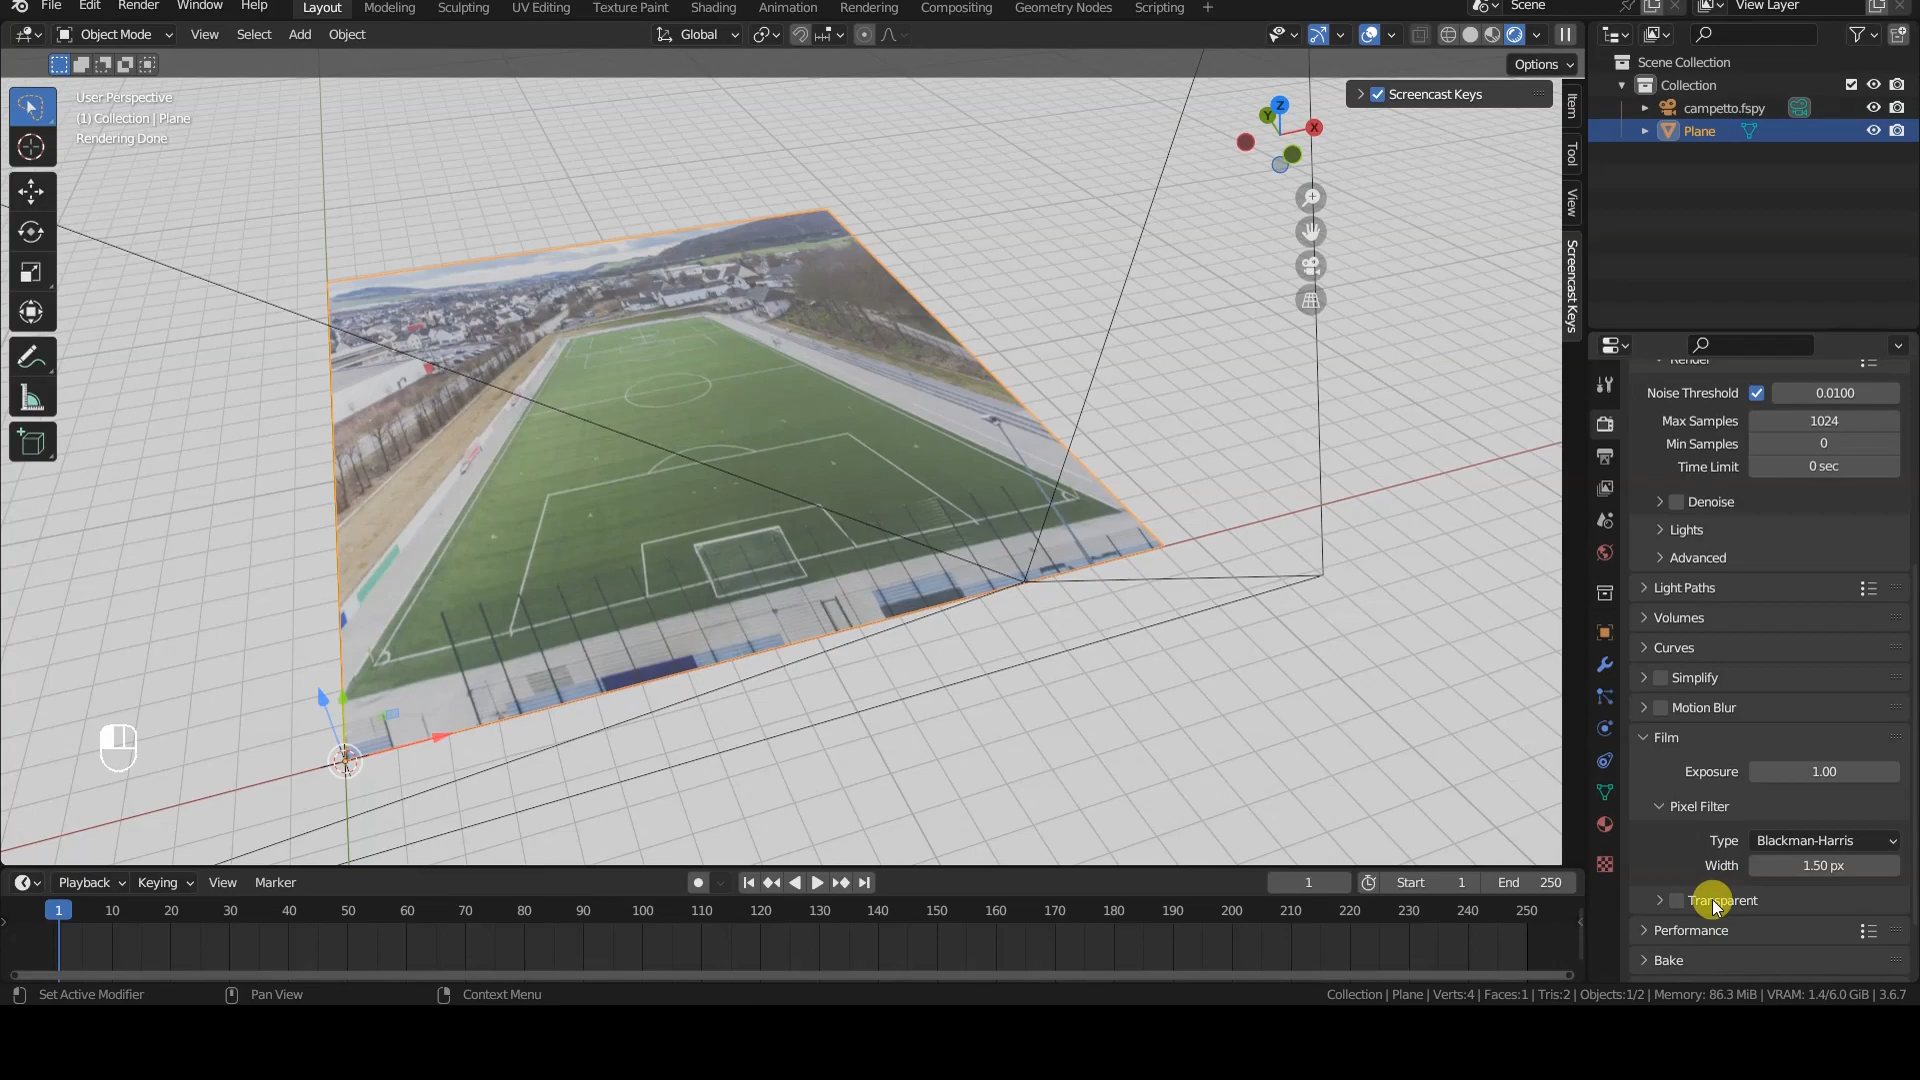 File Edit Render Window Help Layout Modeling Sculpting UV Editing Texture Paint Shading Animation Rendering Compositing Geometry Nodes Scripting + Scene View Layer
Object Mode View Select Add Object Global
Options
User Perspective
(1) Collection | Plane
Rendering Done
Screencast Keys
Z
Y
X
Item
Tool
View
Screencast Keys
Scene Collection
Collection
campetto.fspy
Plane
Render
Noise Threshold 0.0100
Max Samples 1024
Min Samples 0
Time Limit 0 sec
Denoise
Lights
Advanced
Light Paths
Volumes
Curves
Simplify
Motion Blur
Film
Exposure 1.00
Pixel Filter
Type Blackman-Harris
Width 1.50 px
Transparent
Performance
Bake
Playback Keying View Marker 1 Start 1 End 250
1 10 20 30 40 50 60 70 80 90 100 110 120 130 140 150 160 170 180 190 200 210 220 230 240 250
Set Active Modifier Pan View Context Menu Collection | Plane | Verts:4 | Faces:1 | Tris:2 | Objects:1/2 | Memory: 86.3 MiB | VRAM: 1.4/6.0 GiB | 3.6.7